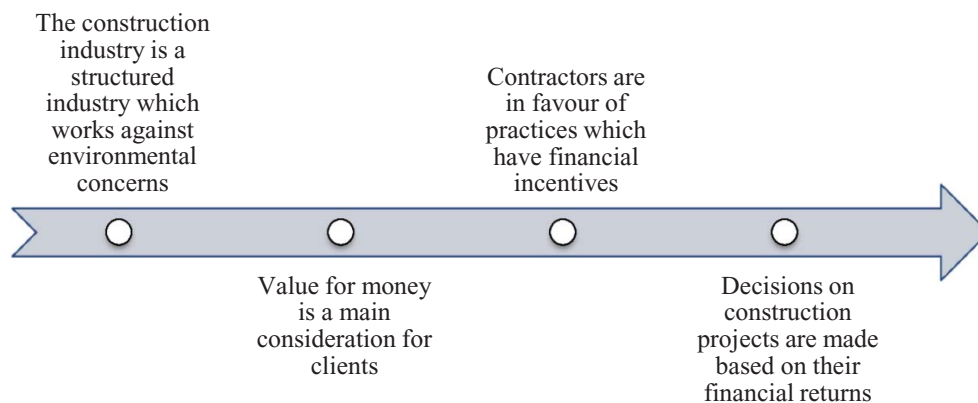 The construction
industry is a
structured
industry which
works against
environmental
concerns
Value for money
is a main
consideration for
clients
Contractors are
in favour of
practices which
have financial
incentives
Decisions on
construction
projects are made
based on their
financial returns